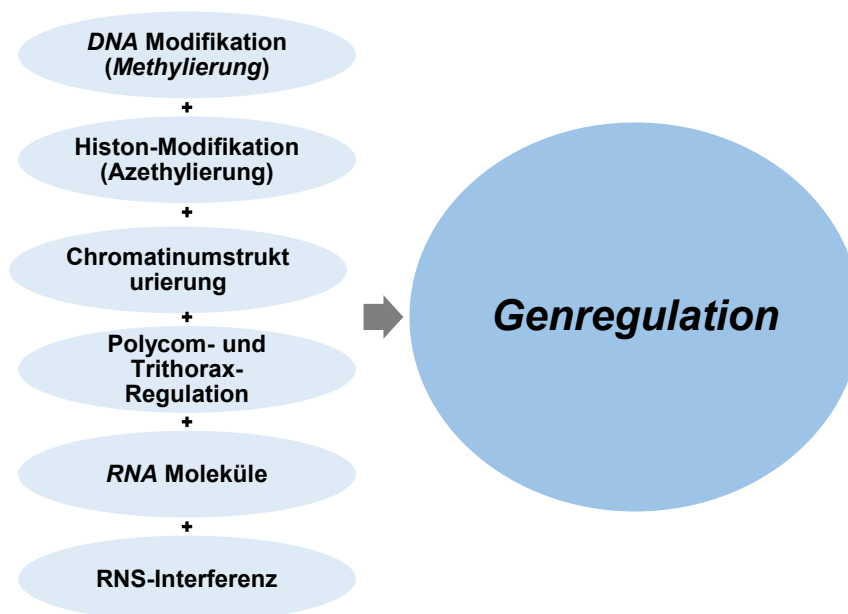 DNA Modifikation
(Methylierung)
+
Histon-Modifikation
(Azethylierung)
+
Chromatinumstrukt
urierung
+
Polycom- und
Trithorax-
Regulation
+
RNA Moleküle
+
RNS-Interferenz
Genregulation